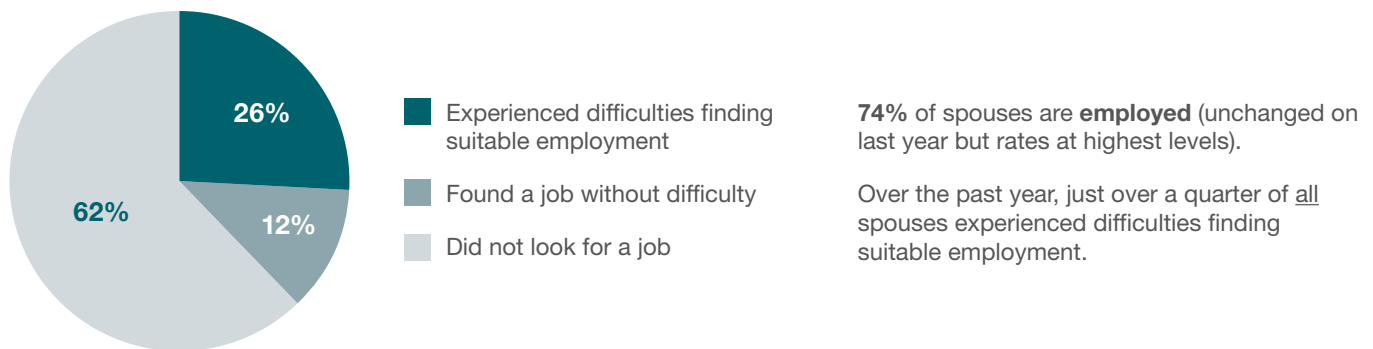 26%
12%
62%
Experienced difficulties finding
suitable employment
Found a job without difficulty
Did not look for a job
74% of spouses are employed (unchanged on
last year but rates at highest levels).
Over the past year, just over a quarter of all
spouses experienced difficulties finding
suitable employment.